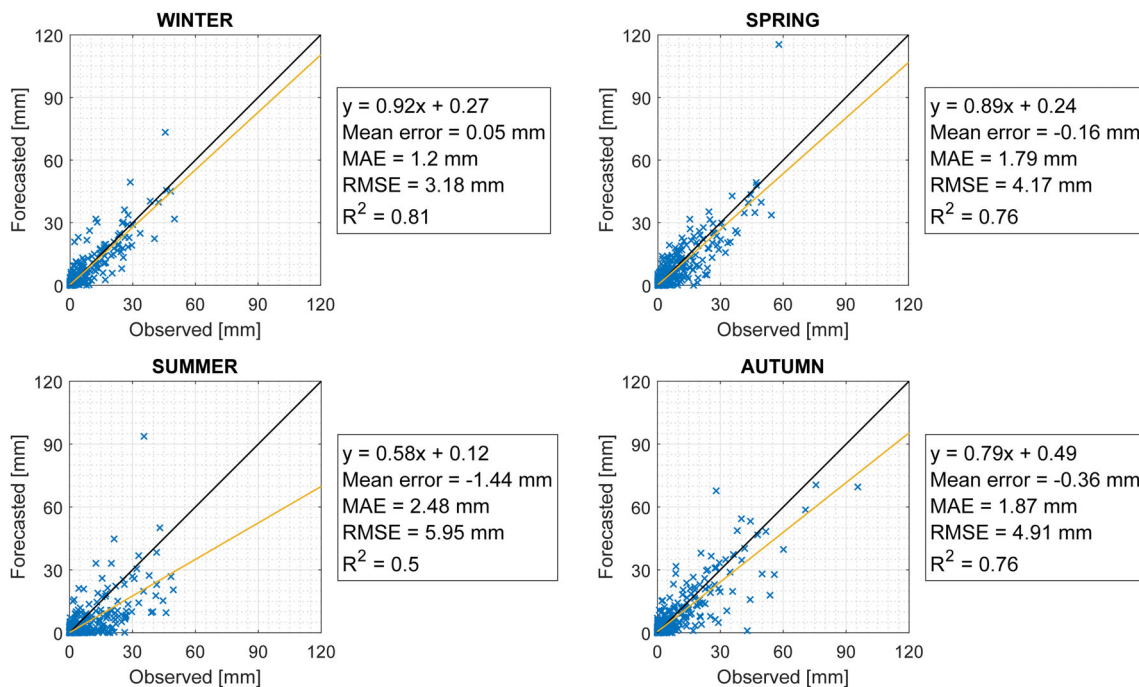 WINTER
120
90
60
30
0
Forecasted [mm]
0 30 60 90 120
Observed [mm]
y = 0.92x + 0.27
Mean error = 0.05 mm
MAE = 1.2 mm
RMSE = 3.18 mm
R² = 0.81
SPRING
120
90
60
30
0
Forecasted [mm]
0 30 60 90 120
Observed [mm]
y = 0.89x + 0.24
Mean error = -0.16 mm
MAE = 1.79 mm
RMSE = 4.17 mm
R² = 0.76
SUMMER
120
90
60
30
0
Forecasted [mm]
0 30 60 90 120
Observed [mm]
y = 0.58x + 0.12
Mean error = -1.44 mm
MAE = 2.48 mm
RMSE = 5.95 mm
R² = 0.5
AUTUMN
120
90
60
30
0
Forecasted [mm]
0 30 60 90 120
Observed [mm]
y = 0.79x + 0.49
Mean error = -0.36 mm
MAE = 1.87 mm
RMSE = 4.91 mm
R² = 0.76